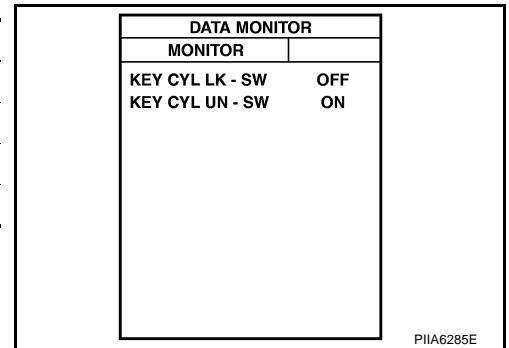 DATA MONITOR
MONITOR
KEY CYL LK - SW OFF
KEY CYL UN - SW ON
PIIA6285E